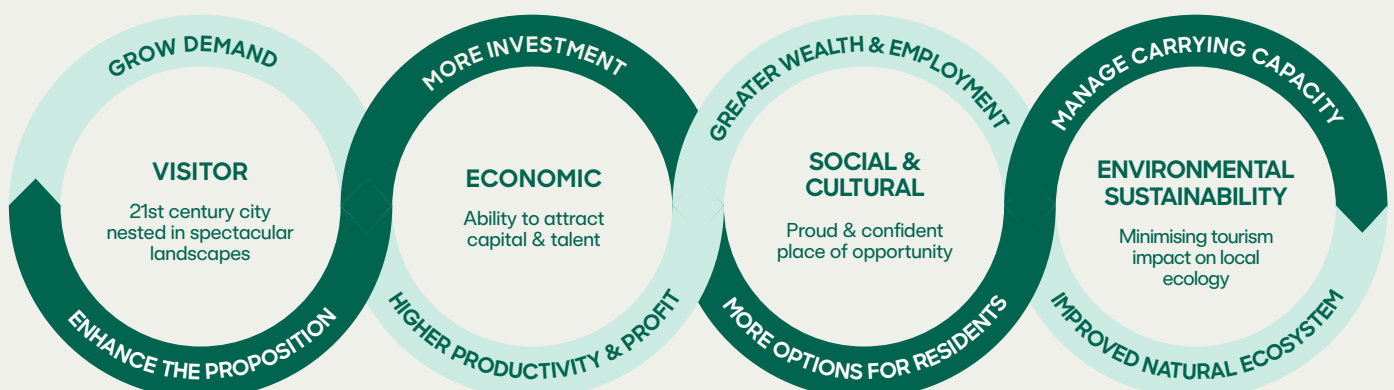 GROW DEMAND
VISITOR
21st century city
nested in spectacular
landscapes
ENHANCE THE PROPOSITION
MORE INVESTMENT
ECONOMIC
Ability to attract
capital & talent
HIGHER PRODUCTIVITY & PROFIT
GREATER WEALTH & EMPLOYMENT
SOCIAL &
CULTURAL
Proud & confident
place of opportunity
MORE OPTIONS FOR RESIDENTS
MANAGE CARRYING CAPACITY
ENVIRONMENTAL
SUSTAINABILITY
Minimising tourism
impact on local
ecology
IMPROVED NATURAL ECOSYSTEM